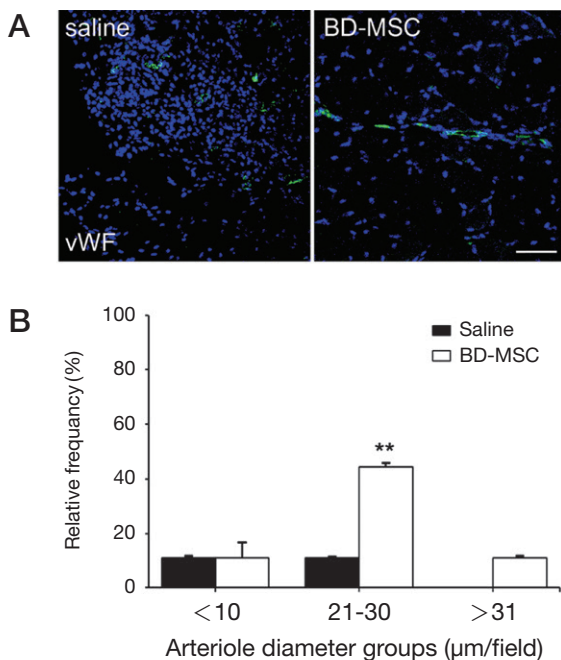 A
saline
BD-MSC
vWF
B
Saline
BD-MSC
Relative frequancy (%)
100
80
60
40
20
0
**
<10
21-30
>31
Arteriole diameter groups (μm/field)